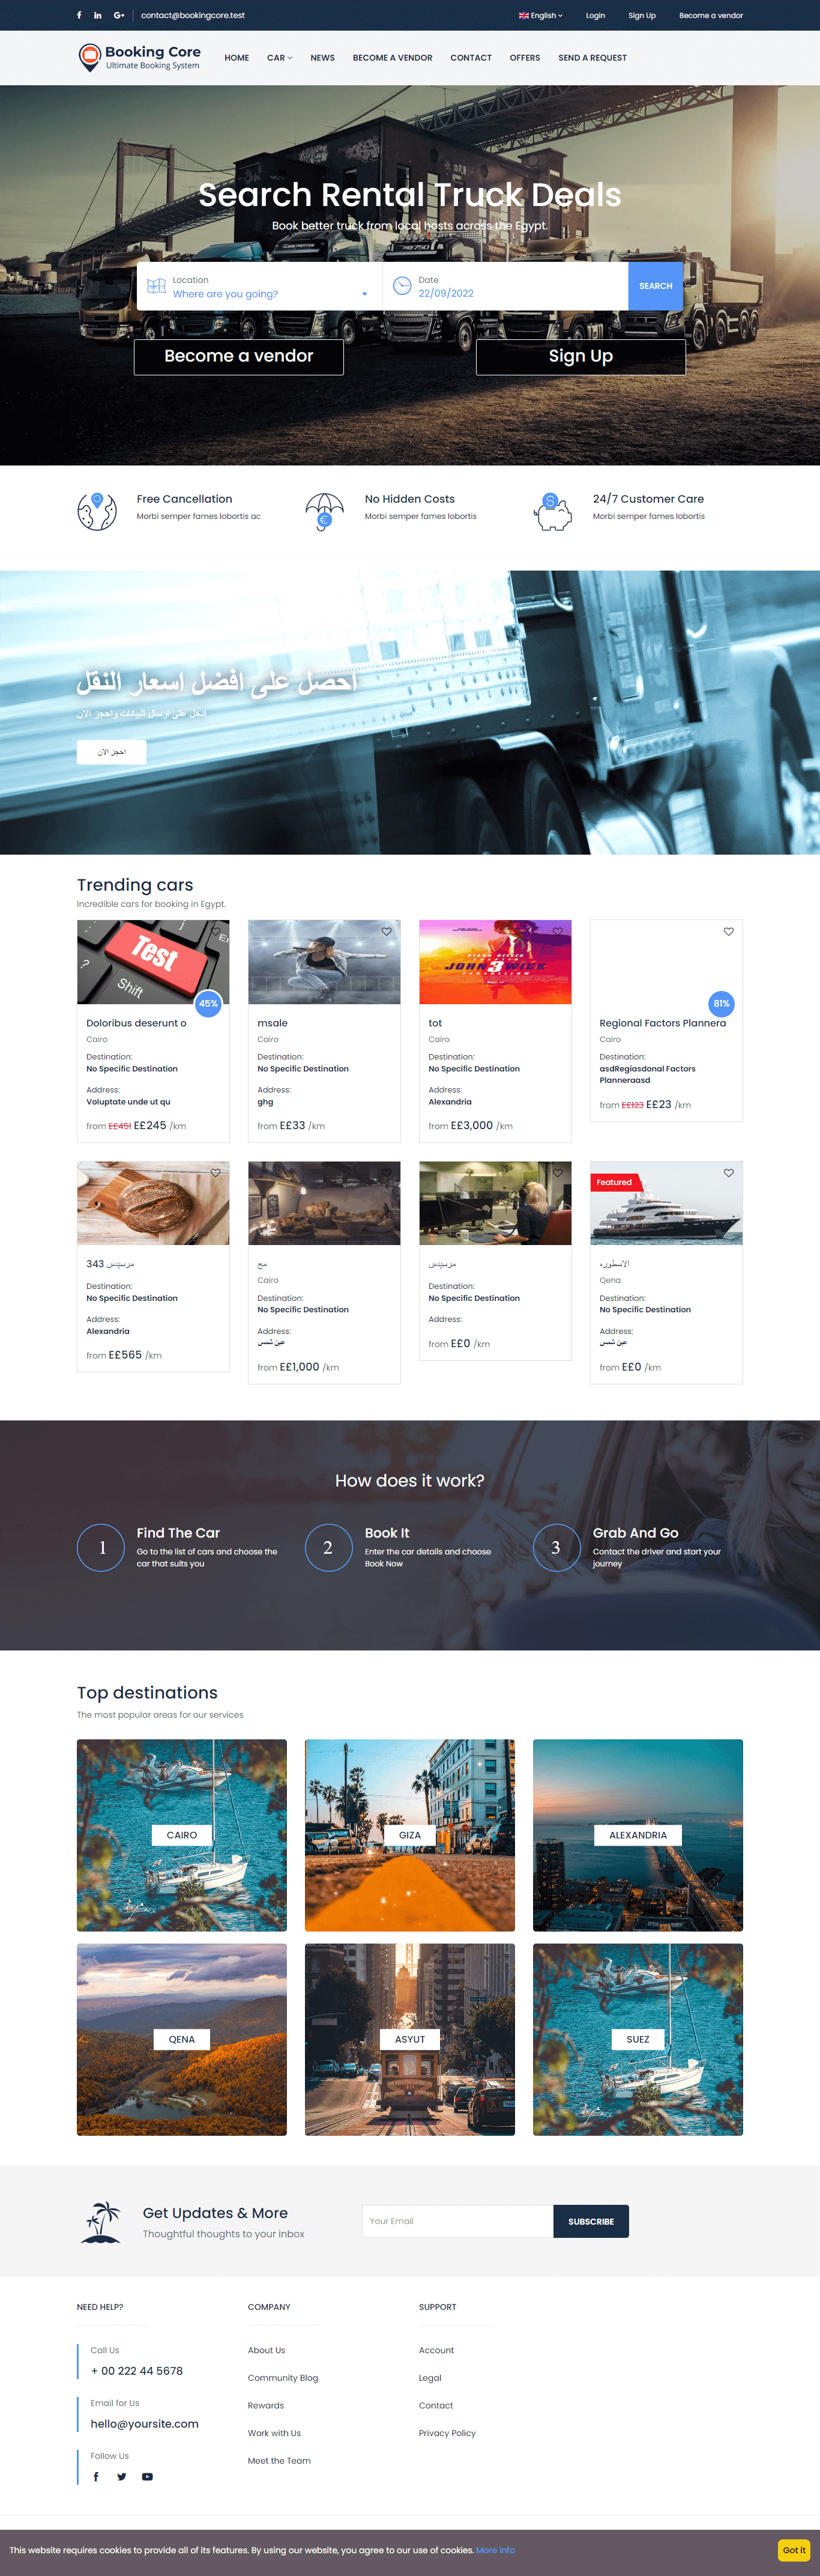 contact@bookingcore.test
English
Login
Sign Up
Become a vendor
Booking Core
Ultimate Booking System
HOME
CAR
NEWS
BECOME A VENDOR
CONTACT
OFFERS
SEND A REQUEST
Search Rental Truck Deals
Book better truck from local hosts across the Egypt.
Location
Where are you going?
Date
22/09/2022
SEARCH
Become a vendor
Sign Up
Free Cancellation
Morbi semper fames lobortis ac
No Hidden Costs
Morbi semper fames lobortis
24/7 Customer Care
Morbi semper fames lobortis
احصل على افضل اسعار النقل
ارسال البيانات واحجز الان
احجز الان
Trending cars
Incredible cars for booking in Egypt.
Test
Shift
45%
Doloribus deserunt o
Cairo
Destination:
No Specific Destination
Address:
Voluptate unde ut qu
from E£451 E£245 /km
msale
Cairo
Destination:
No Specific Destination
Address:
ghg
from E£33 /km
JOHN 3 WICK
tot
Cairo
Destination:
No Specific Destination
Address:
Alexandria
from E£3,000 /km
81%
Regional Factors Plannera
Cairo
Destination:
asdRegiasdonal Factors
Planneraasd
from E£123 E£23 /km
مرسيدس 343
Destination:
No Specific Destination
Address:
Alexandria
from E£565 /km
مح
Cairo
Destination:
No Specific Destination
Address:
عين شمس
from E£1,000 /km
مرسيدس
Destination:
No Specific Destination
Address:
from E£0 /km
Featured
الاسطوره
Qena
Destination:
No Specific Destination
Address:
عين شمس
from E£0 /km
How does it work?
1
Find The Car
Go to the list of cars and choose the
car that suits you
2
Book It
Enter the car details and choose
Book Now
3
Grab And Go
Contact the driver and start your
journey
Top destinations
The most popular areas for our services
CAIRO
GIZA
ALEXANDRIA
QENA
ASYUT
SUEZ
Get Updates & More
Thoughtful thoughts to your inbox
Your Email
SUBSCRIBE
NEED HELP?
Call Us
+ 00 222 44 5678
Email for Us
hello@yoursite.com
Follow Us
COMPANY
About Us
Community Blog
Rewards
Work with Us
Meet the Team
SUPPORT
Account
Legal
Contact
Privacy Policy
This website requires cookies to provide all of its features. By using our website, you agree to our use of cookies. More info
Got it